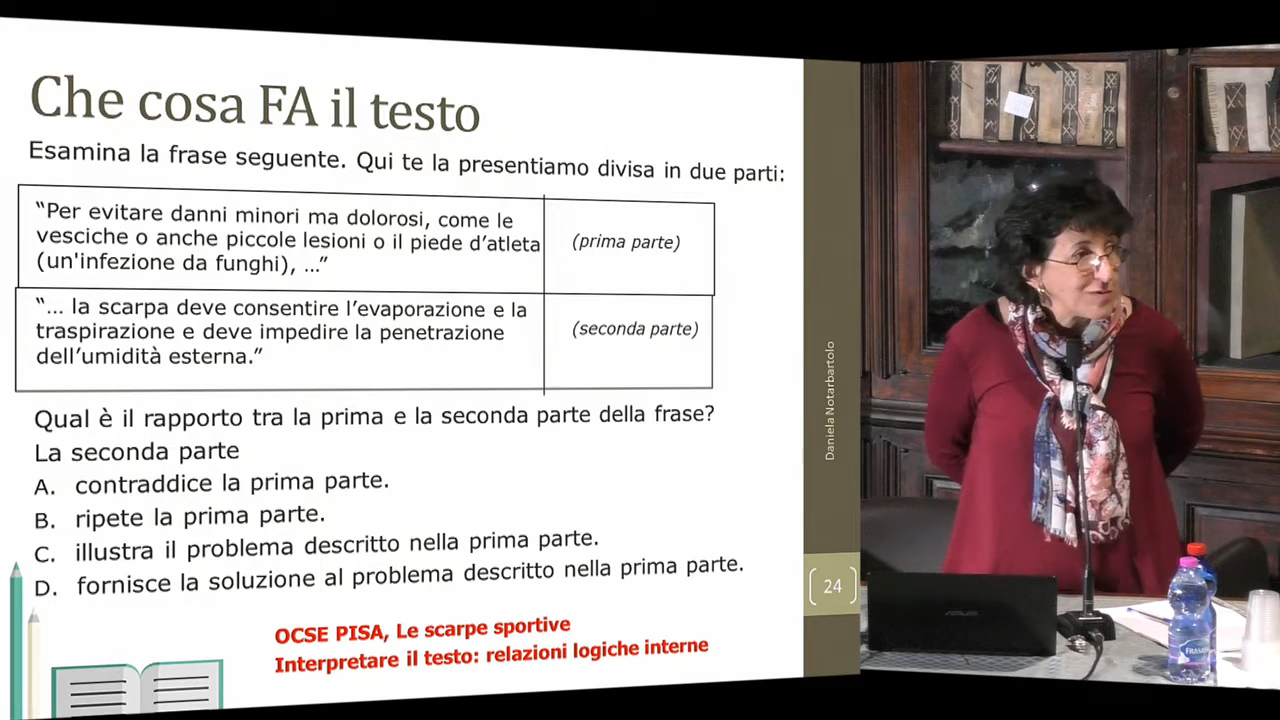 Che cosa FA il testo
Esamina la frase seguente. Qui te la presentiamo divisa in due parti:
“Per evitare danni minori ma dolorosi, come le
vesciche o anche piccole lesioni o il piede d’atleta
(un'infezione da funghi), ...”
(prima parte)
“... la scarpa deve consentire l’evaporazione e la
traspirazione e deve impedire la penetrazione
dell’umidità esterna.”
(seconda parte)
Qual è il rapporto tra la prima e la seconda parte della frase?
La seconda parte
A. contraddice la prima parte.
B. ripete la prima parte.
C. illustra il problema descritto nella prima parte.
D. fornisce la soluzione al problema descritto nella prima parte.
OCSE PISA, Le scarpe sportive
Interpretare il testo: relazioni logiche interne
Daniela Notarbartolo
24
ASUS